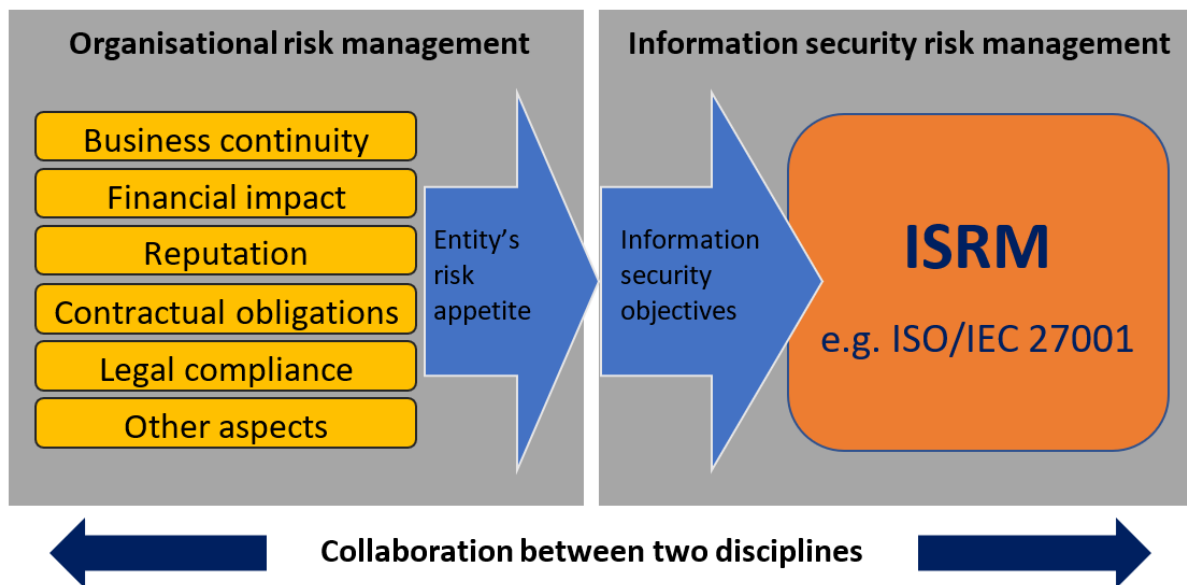 Organisational risk management
Business continuity
Financial impact
Reputation
Contractual obligations
Legal compliance
Other aspects
Entity’s
risk
appetite
Information security risk management
Information
security
objectives
ISRM
e.g. ISO/IEC 27001
Collaboration between two disciplines